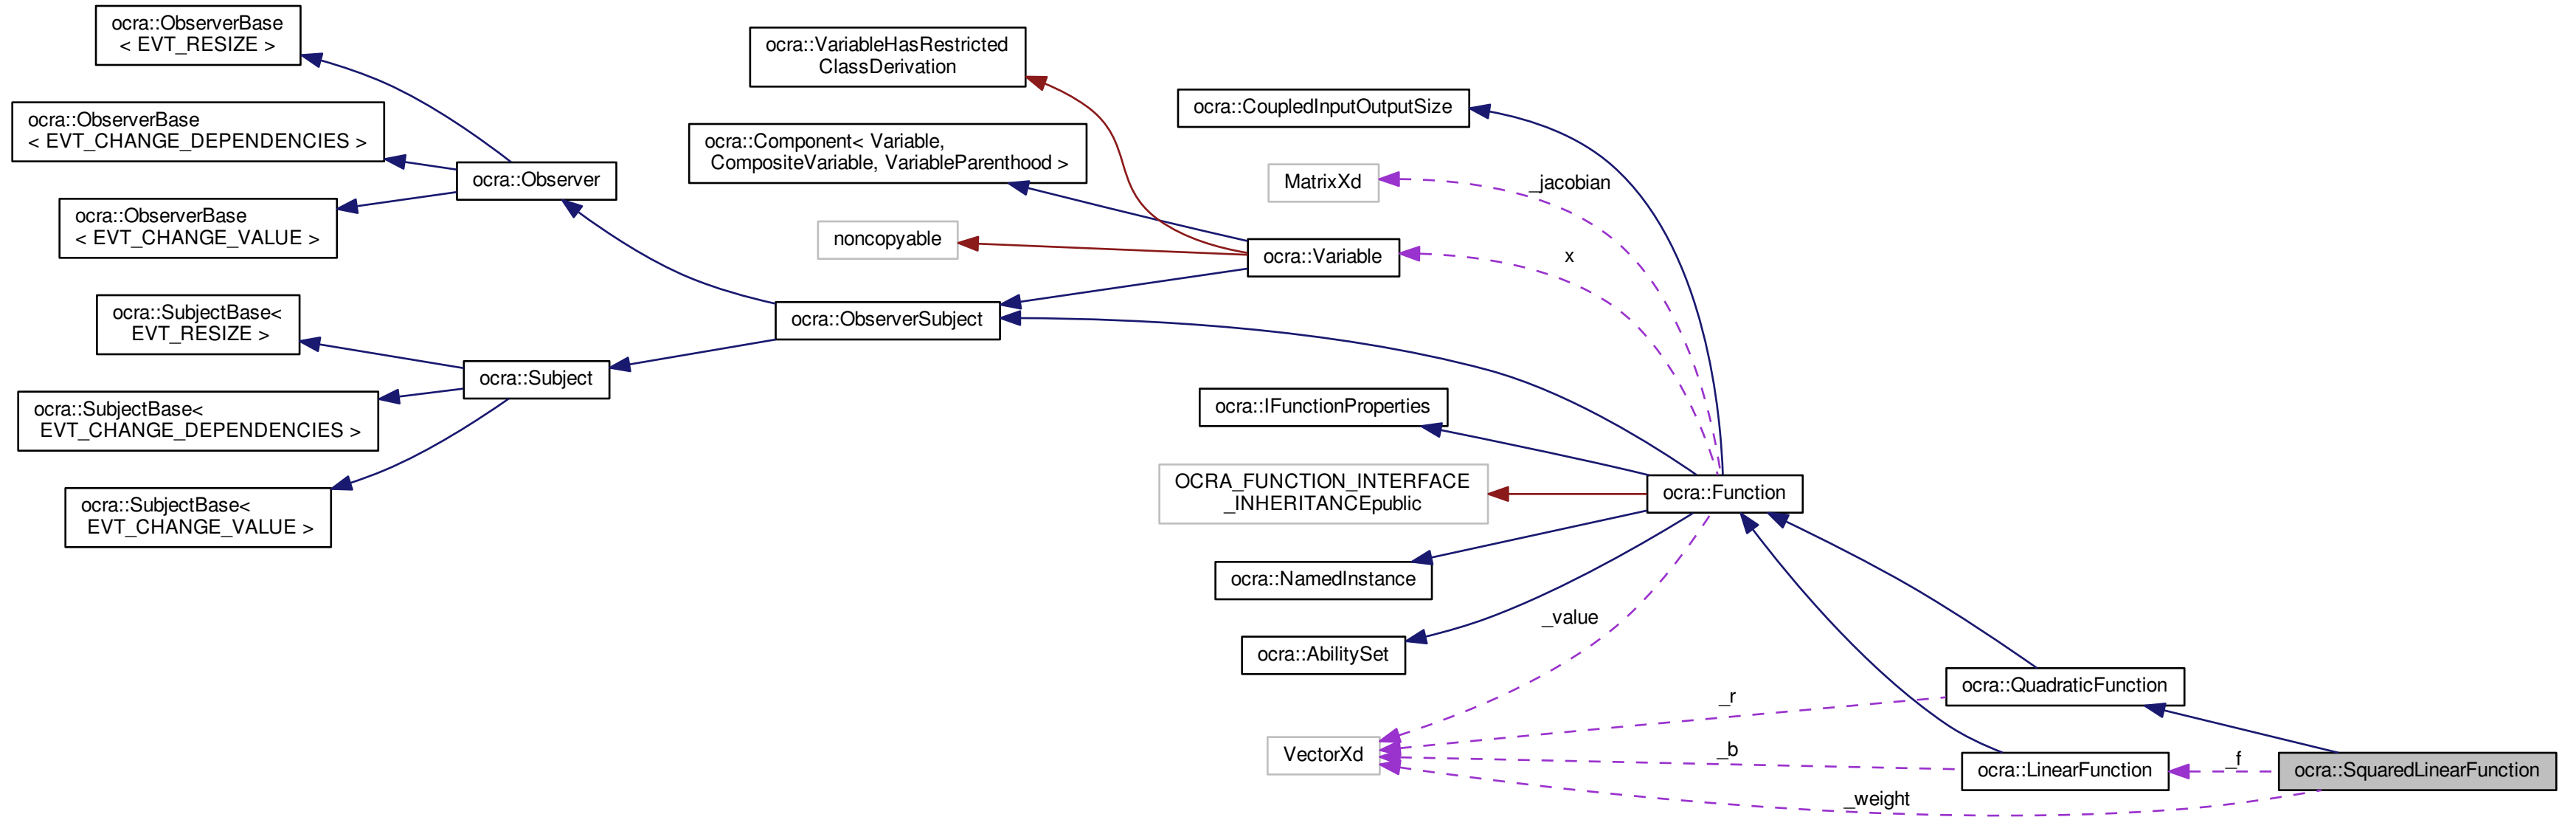 ocra::ObserverBase
< EVT_RESIZE >
ocra::ObserverBase
< EVT_CHANGE_DEPENDENCIES >
ocra::ObserverBase
< EVT_CHANGE_VALUE >
ocra::SubjectBase<
EVT_RESIZE >
ocra::SubjectBase<
EVT_CHANGE_DEPENDENCIES >
ocra::SubjectBase<
EVT_CHANGE_VALUE >
ocra::Observer
ocra::Subject
ocra::VariableHasRestricted
ClassDerivation
ocra::Component< Variable,
CompositeVariable, VariableParenthood >
noncopyable
ocra::ObserverSubject
ocra::CoupledInputOutputSize
MatrixXd
ocra::Variable
ocra::IFunctionProperties
OCRA_FUNCTION_INTERFACE
_INHERITANCEpublic
ocra::NamedInstance
ocra::AbilitySet
VectorXd
_jacobian
x
_value
_r
_b
_weight
ocra::Function
ocra::QuadraticFunction
ocra::LinearFunction
_f
ocra::SquaredLinearFunction